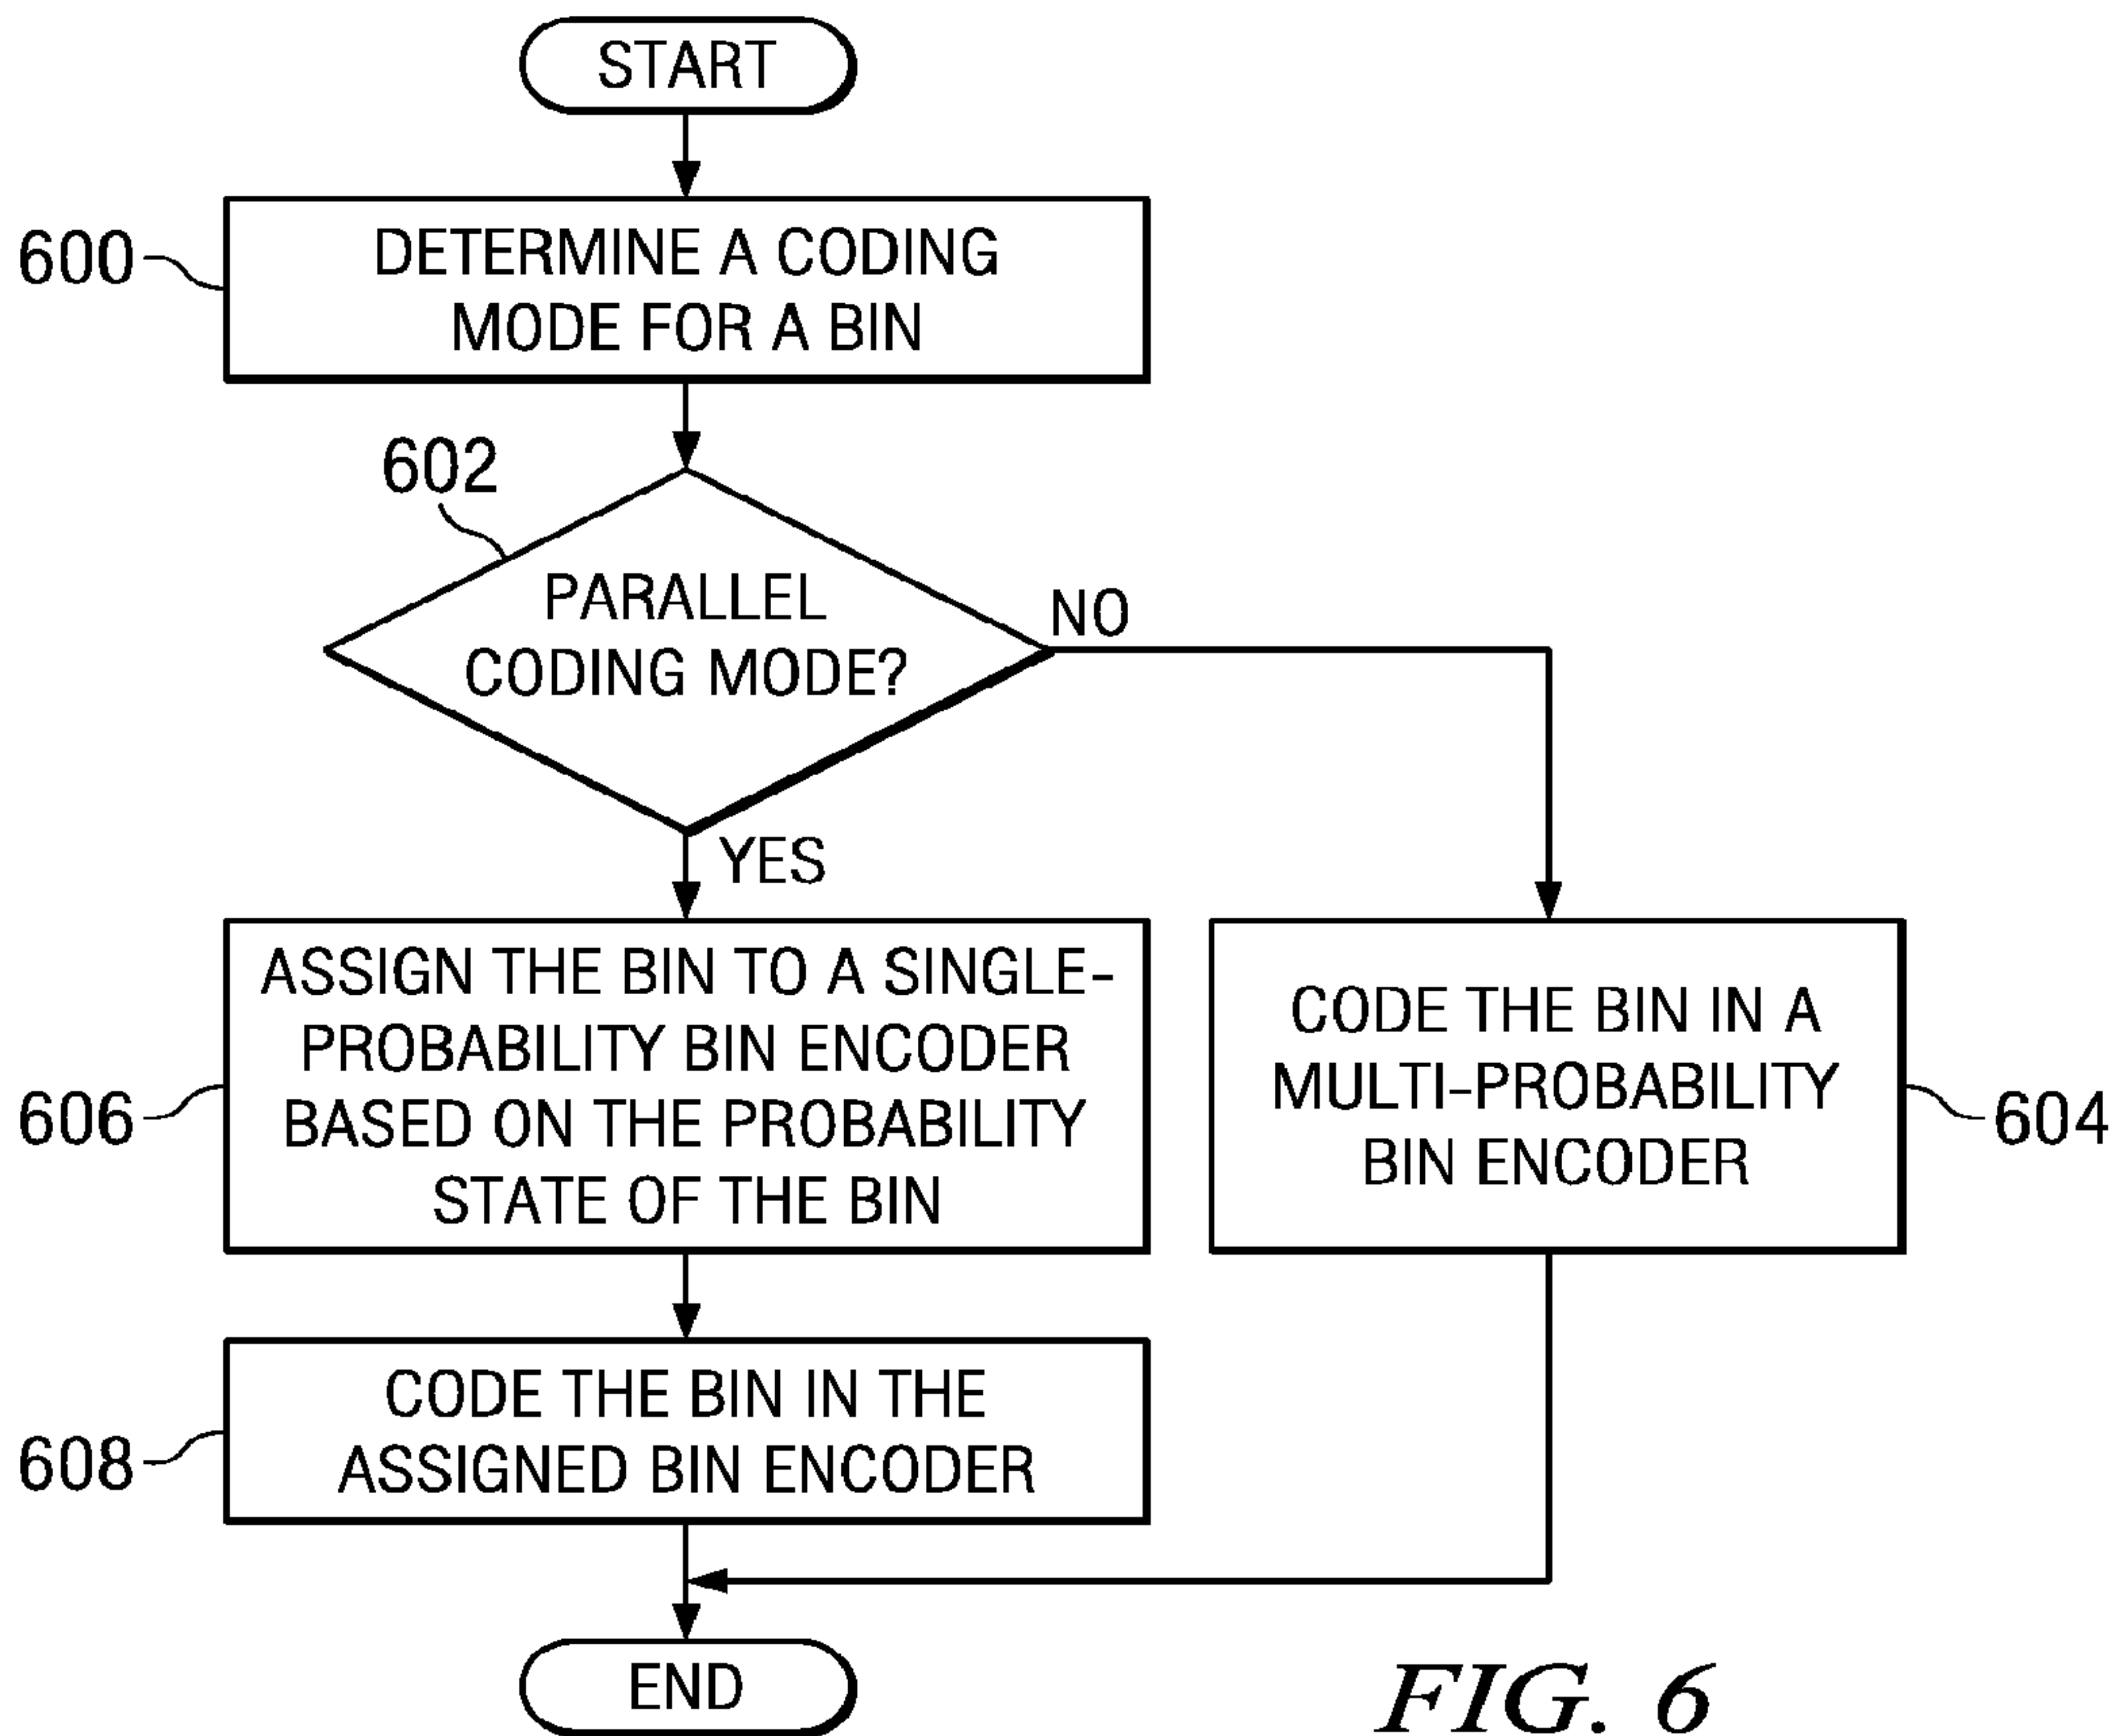 START
600
DETERMINE A CODING
MODE FOR A BIN
602
PARALLEL
CODING MODE?
NO
YES
606
ASSIGN THE BIN TO A SINGLE-
PROBABILITY BIN ENCODER
BASED ON THE PROBABILITY
STATE OF THE BIN
CODE THE BIN IN A
MULTI-PROBABILITY
BIN ENCODER
604
608
CODE THE BIN IN THE
ASSIGNED BIN ENCODER
END
FIG. 6